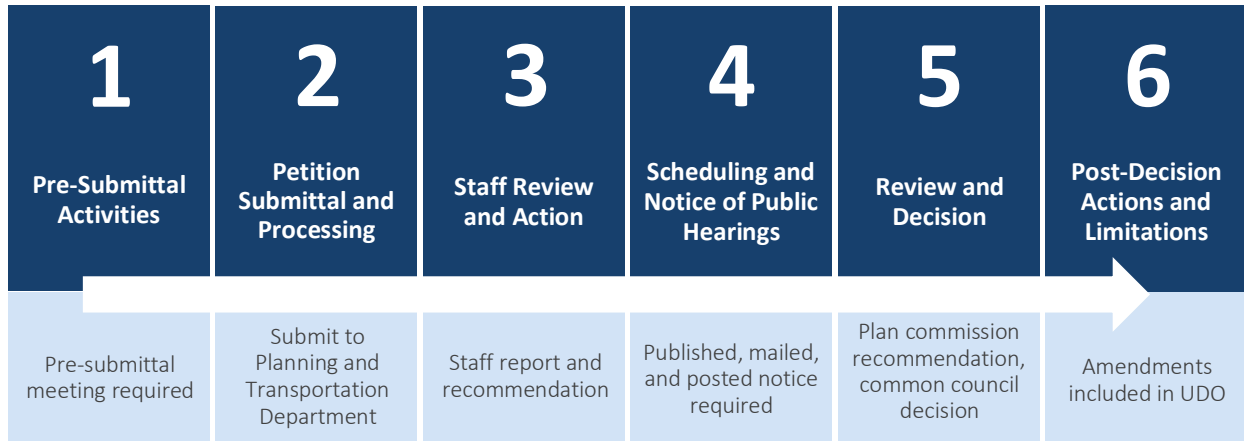 1
Pre-Submittal
Activities
Pre-submittal
meeting required
2
Petition
Submittal and
Processing
Submit to
Planning and
Transportation
Department
3
Staff Review
and Action
Staff report and
recommendation
4
Scheduling and
Notice of Public
Hearings
Published, mailed,
and posted notice
required
5
Review and
Decision
Plan commission
recommendation,
common council
decision
6
Post-Decision
Actions and
Limitations
Amendments
included in UDO